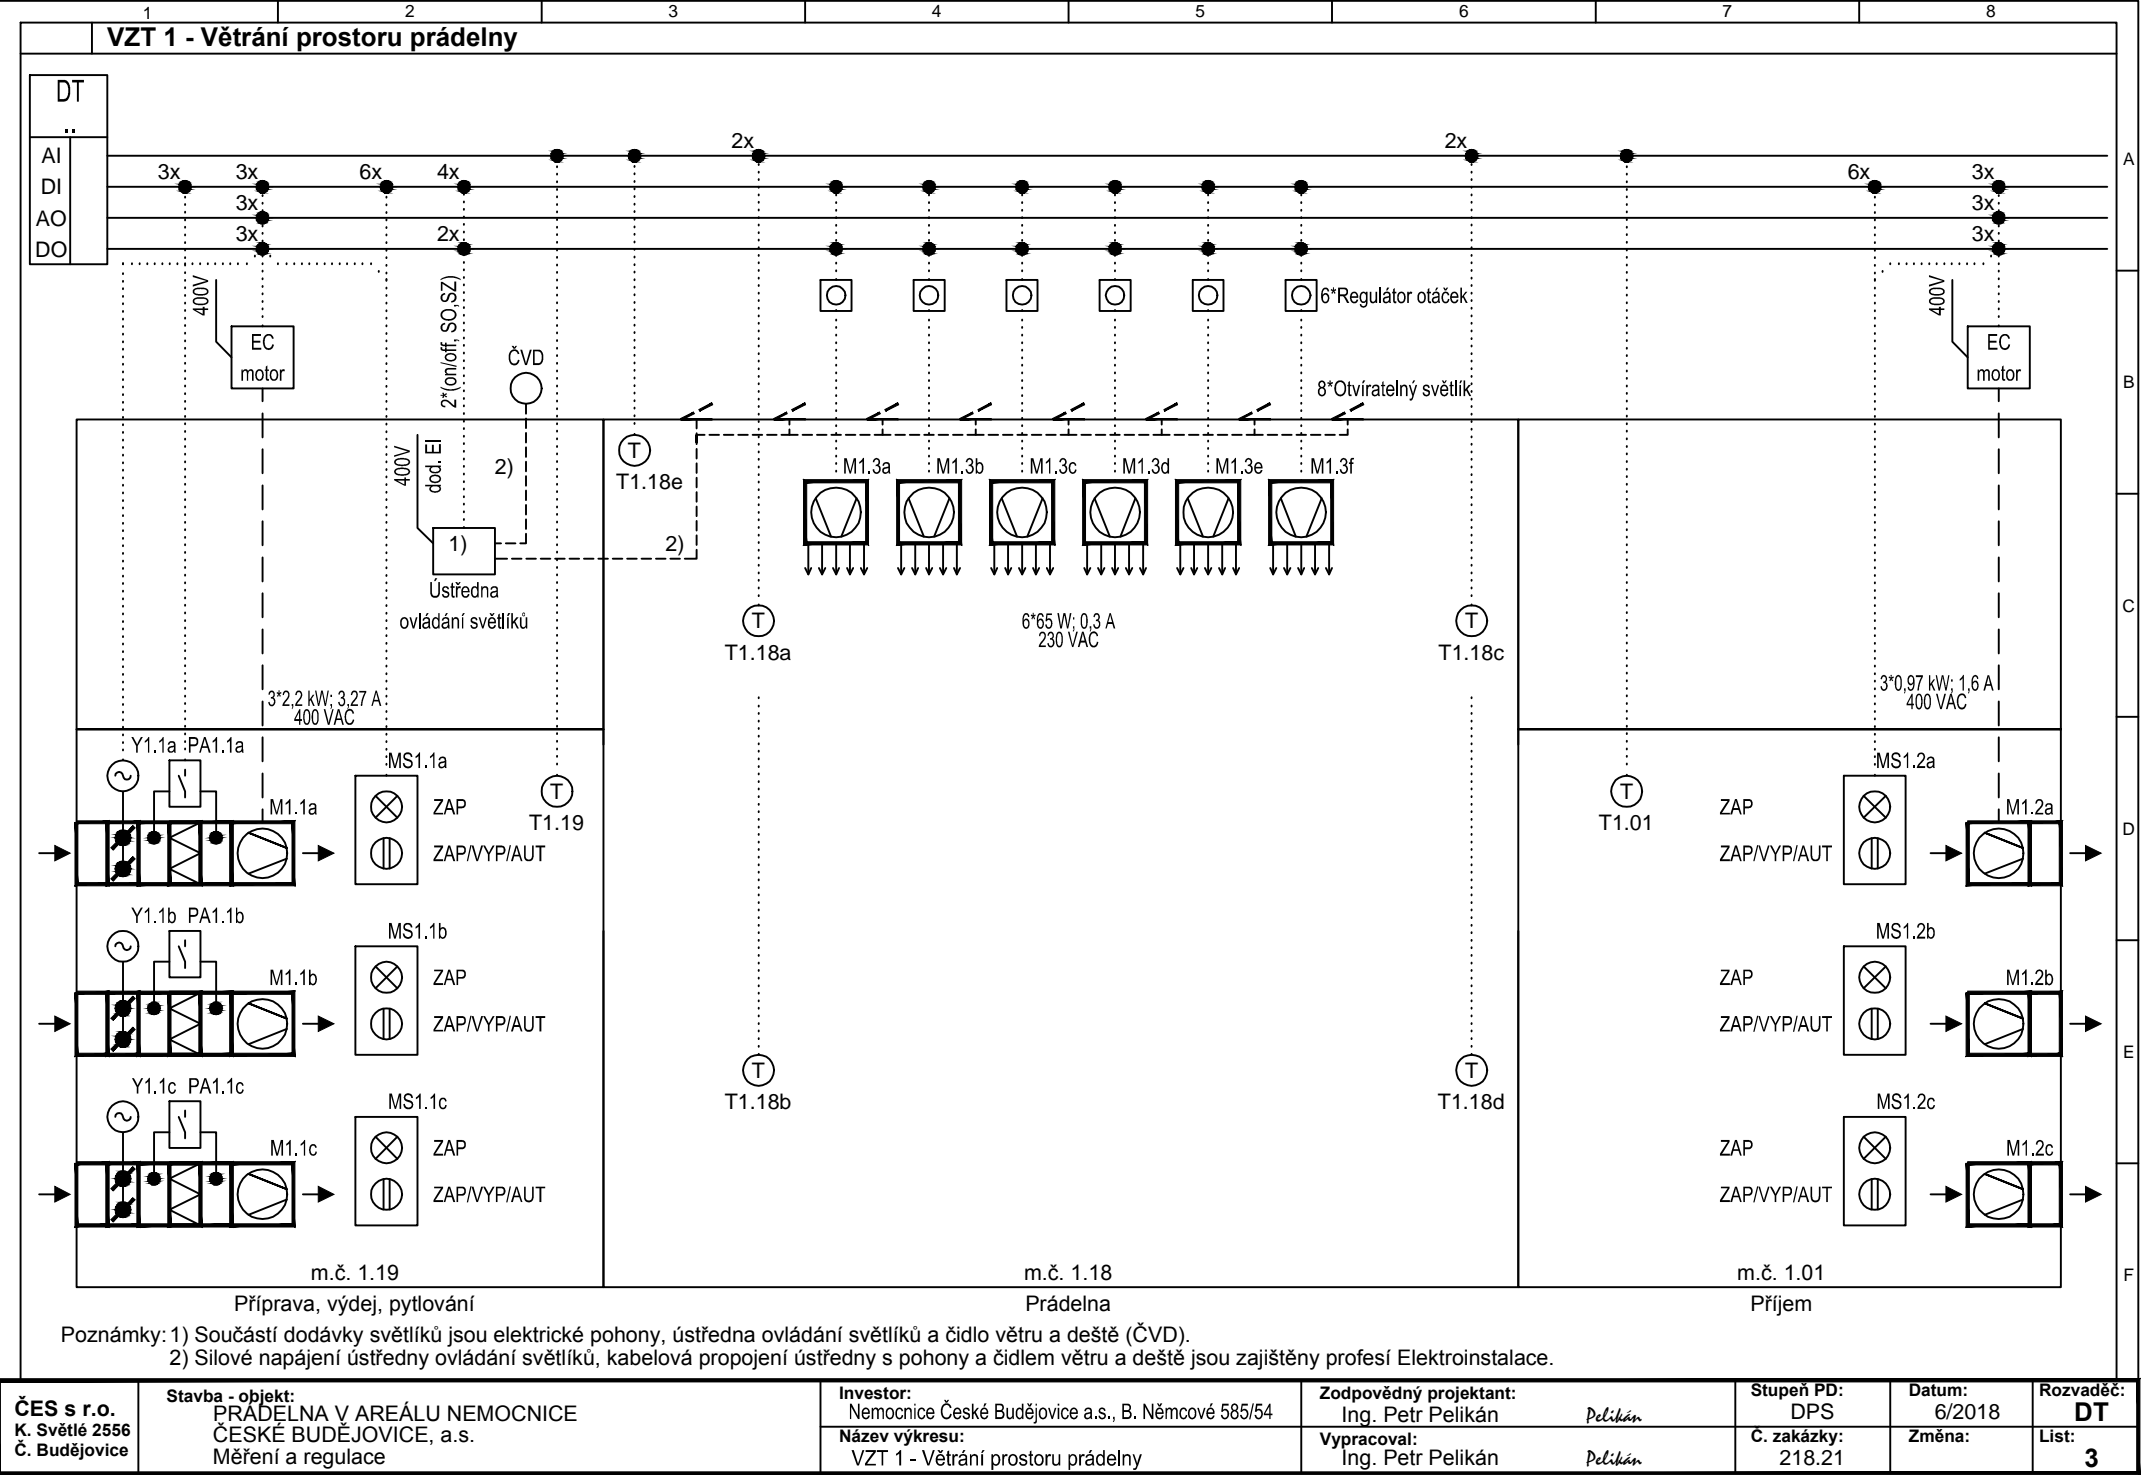 1 2 3 4 5 6 7 8
VZT 1 - Větrání prostoru prádelny
DT
..
AI
DI
AO
DO
3x 3x 6x 4x 2x 2x 6x 3x
3x 3x
3x 2x 3x
A
B
C
D
E
F
400V
EC
motor
2*(on/off, SO,SZ)
ČVD
6*Regulátor otáček
8*Otvíratelný světlík
400V
EC
motor
400V
dod. El
2)
1)
2)
Ústředna
ovládání světlíků
T
T1.18e
M1.3a M1.3b M1.3c M1.3d M1.3e M1.3f
6*65 W; 0,3 A
230 VAC
T
T1.18a
T
T1.18c
3*2,2 kW; 3,27 A
400 VAC
3*0,97 kW; 1,6 A
400 VAC
Y1.1a PA1.1a
M1.1a
MS1.1a
ZAP
ZAP/VYP/AUT
T
T1.19
T
T1.01
MS1.2a
ZAP
ZAP/VYP/AUT
M1.2a
Y1.1b PA1.1b
M1.1b
MS1.1b
ZAP
ZAP/VYP/AUT
MS1.2b
ZAP
ZAP/VYP/AUT
M1.2b
T
T1.18b
T
T1.18d
Y1.1c PA1.1c
M1.1c
MS1.1c
ZAP
ZAP/VYP/AUT
MS1.2c
ZAP
ZAP/VYP/AUT
M1.2c
m.č. 1.19
Příprava, výdej, pytlování
m.č. 1.18
Prádelna
m.č. 1.01
Příjem
Poznámky: 1) Součástí dodávky světlíků jsou elektrické pohony, ústředna ovládání světlíků a čidlo větru a deště (ČVD).
2) Silové napájení ústředny ovládání světlíků, kabelová propojení ústředny s pohony a čidlem větru a deště jsou zajištěny profesí Elektroinstalace.
ČES s r.o.
K. Světlé 2556
Č. Budějovice
Stavba - objekt:
PRÁDELNA V AREÁLU NEMOCNICE
ČESKÉ BUDĚJOVICE, a.s.
Měření a regulace
Investor:
Nemocnice České Budějovice a.s., B. Němcové 585/54
Název výkresu:
VZT 1 - Větrání prostoru prádelny
Zodpovědný projektant:
Ing. Petr Pelikán Pelikán
Vypracoval:
Ing. Petr Pelikán Pelikán
Stupeň PD:
DPS
Č. zakázky:
218.21
Datum:
6/2018
Změna:
Rozvaděč:
DT
List:
3